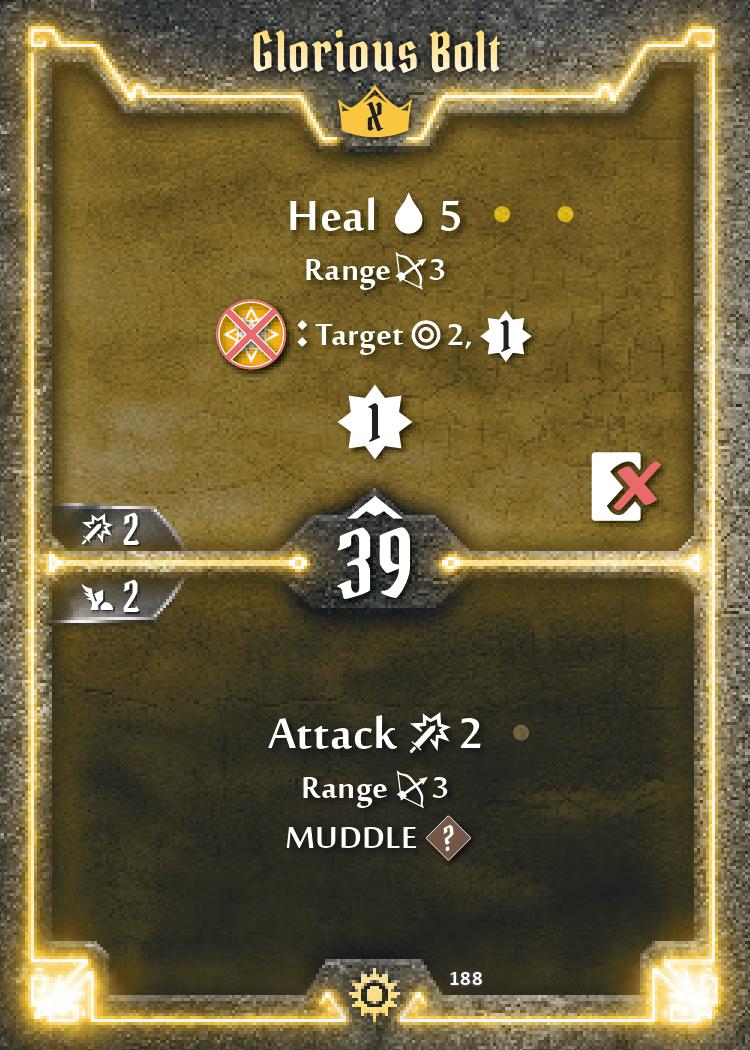 Glorious Bolt
X
Heal 5
Range 3
: Target 2, 1
1
2
39
2
Attack 2
Range 3
MUDDLE ?
188